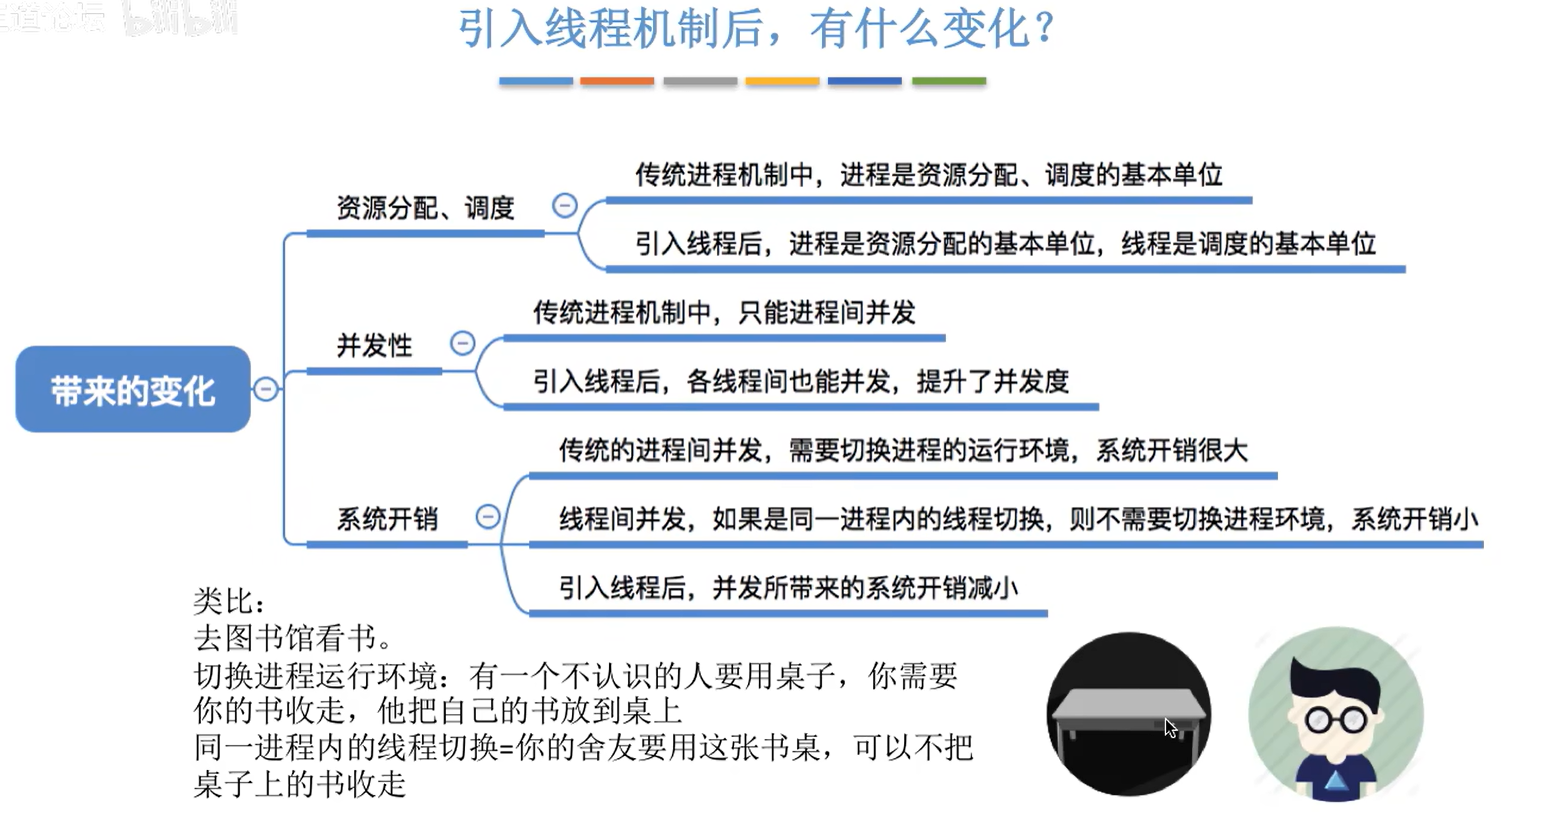 道论坛 bilibili
引入线程机制后，有什么变化？
带来的变化
资源分配、调度
传统进程机制中，进程是资源分配、调度的基本单位
引入线程后，进程是资源分配的基本单位，线程是调度的基本单位
并发性
传统进程机制中，只能进程间并发
引入线程后，各线程间也能并发，提升了并发度
系统开销
传统的进程间并发，需要切换进程的运行环境，系统开销很大
线程间并发，如果是同一进程内的线程切换，则不需要切换进程环境，系统开销小
引入线程后，并发所带来的系统开销减小
类比：
去图书馆看书。
切换进程运行环境：有一个不认识的人要用桌子，你需要
你的书收走，他把自己的书放到桌上
同一进程内的线程切换=你的舍友要用这张书桌，可以不把
桌子上的书收走